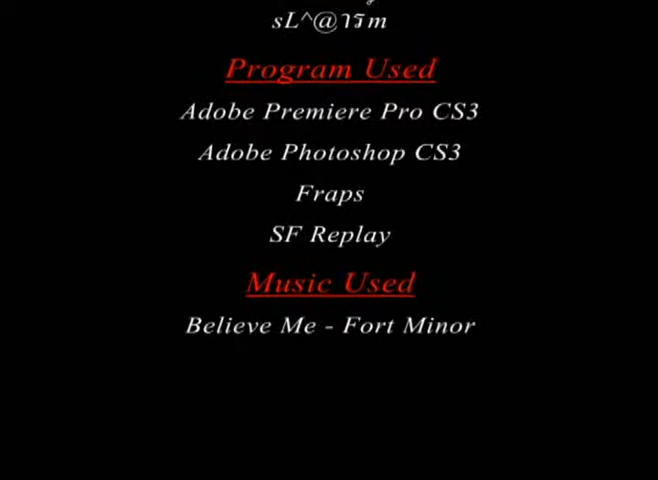 sL^@ารm
Program Used
Adobe Premiere Pro CS3
Adobe Photoshop CS3
Fraps
SF Replay
Music Used
Believe Me - Fort Minor